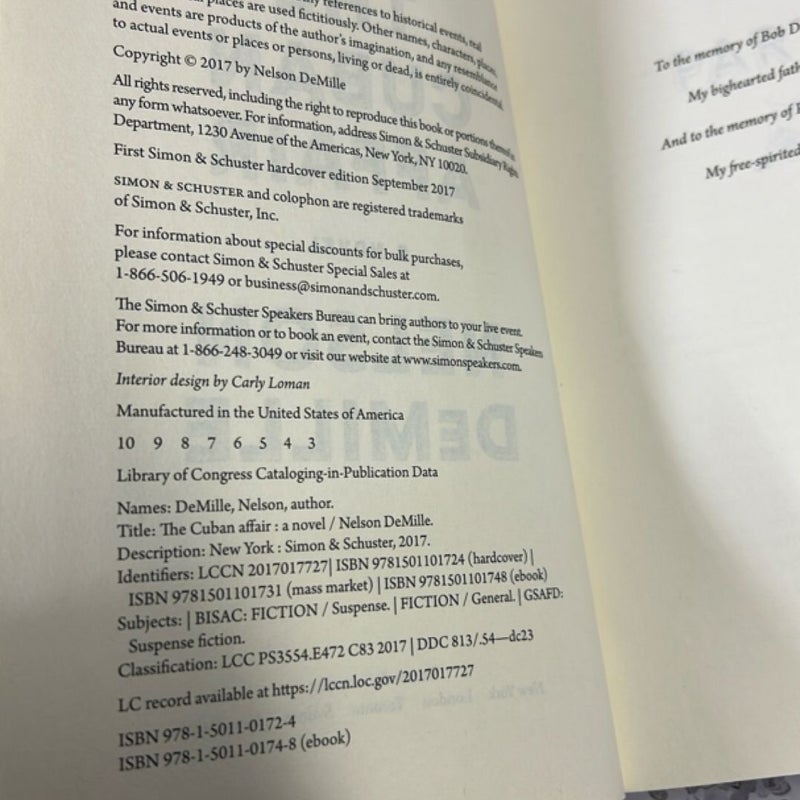 places are used fictitiously. Other names, characters, places,
and events are products of the author's imagination, and any resemblance
to actual events or places or persons, living or dead, is entirely coincidental.
Copyright © 2017 by Nelson DeMille
All rights reserved, including the right to reproduce this book or portions thereof in
any form whatsoever. For information, address Simon & Schuster Subsidiary Rights
Department, 1230 Avenue of the Americas, New York, NY 10020.
First Simon & Schuster hardcover edition September 2017
SIMON & SCHUSTER and colophon are registered trademarks
of Simon & Schuster, Inc.
For information about special discounts for bulk purchases,
please contact Simon & Schuster Special Sales at
1-866-506-1949 or business@simonandschuster.com.
The Simon & Schuster Speakers Bureau can bring authors to your live event.
For more information or to book an event, contact the Simon & Schuster Speakers
Bureau at 1-866-248-3049 or visit our website at www.simonspeakers.com.
Interior design by Carly Loman
Manufactured in the United States of America
10 9 8 7 6 5 4 3
Library of Congress Cataloging-in-Publication Data
Names: DeMille, Nelson, author.
Title: The Cuban affair : a novel / Nelson DeMille.
Description: New York : Simon & Schuster, 2017.
Identifiers: LCCN 2017017727| ISBN 9781501101724 (hardcover) |
ISBN 9781501101731 (mass market) | ISBN 9781501101748 (ebook)
Subjects: | BISAC: FICTION / Suspense. | FICTION / General. | GSAFD:
Suspense fiction.
Classification: LCC PS3554.E472 C83 2017 | DDC 813/.54—dc23
LC record available at https://lccn.loc.gov/2017017727
ISBN 978-1-5011-0172-4
ISBN 978-1-5011-0174-8 (ebook)
To the memory of Bob D
My bighearted fath
And to the memory of
My free-spirited